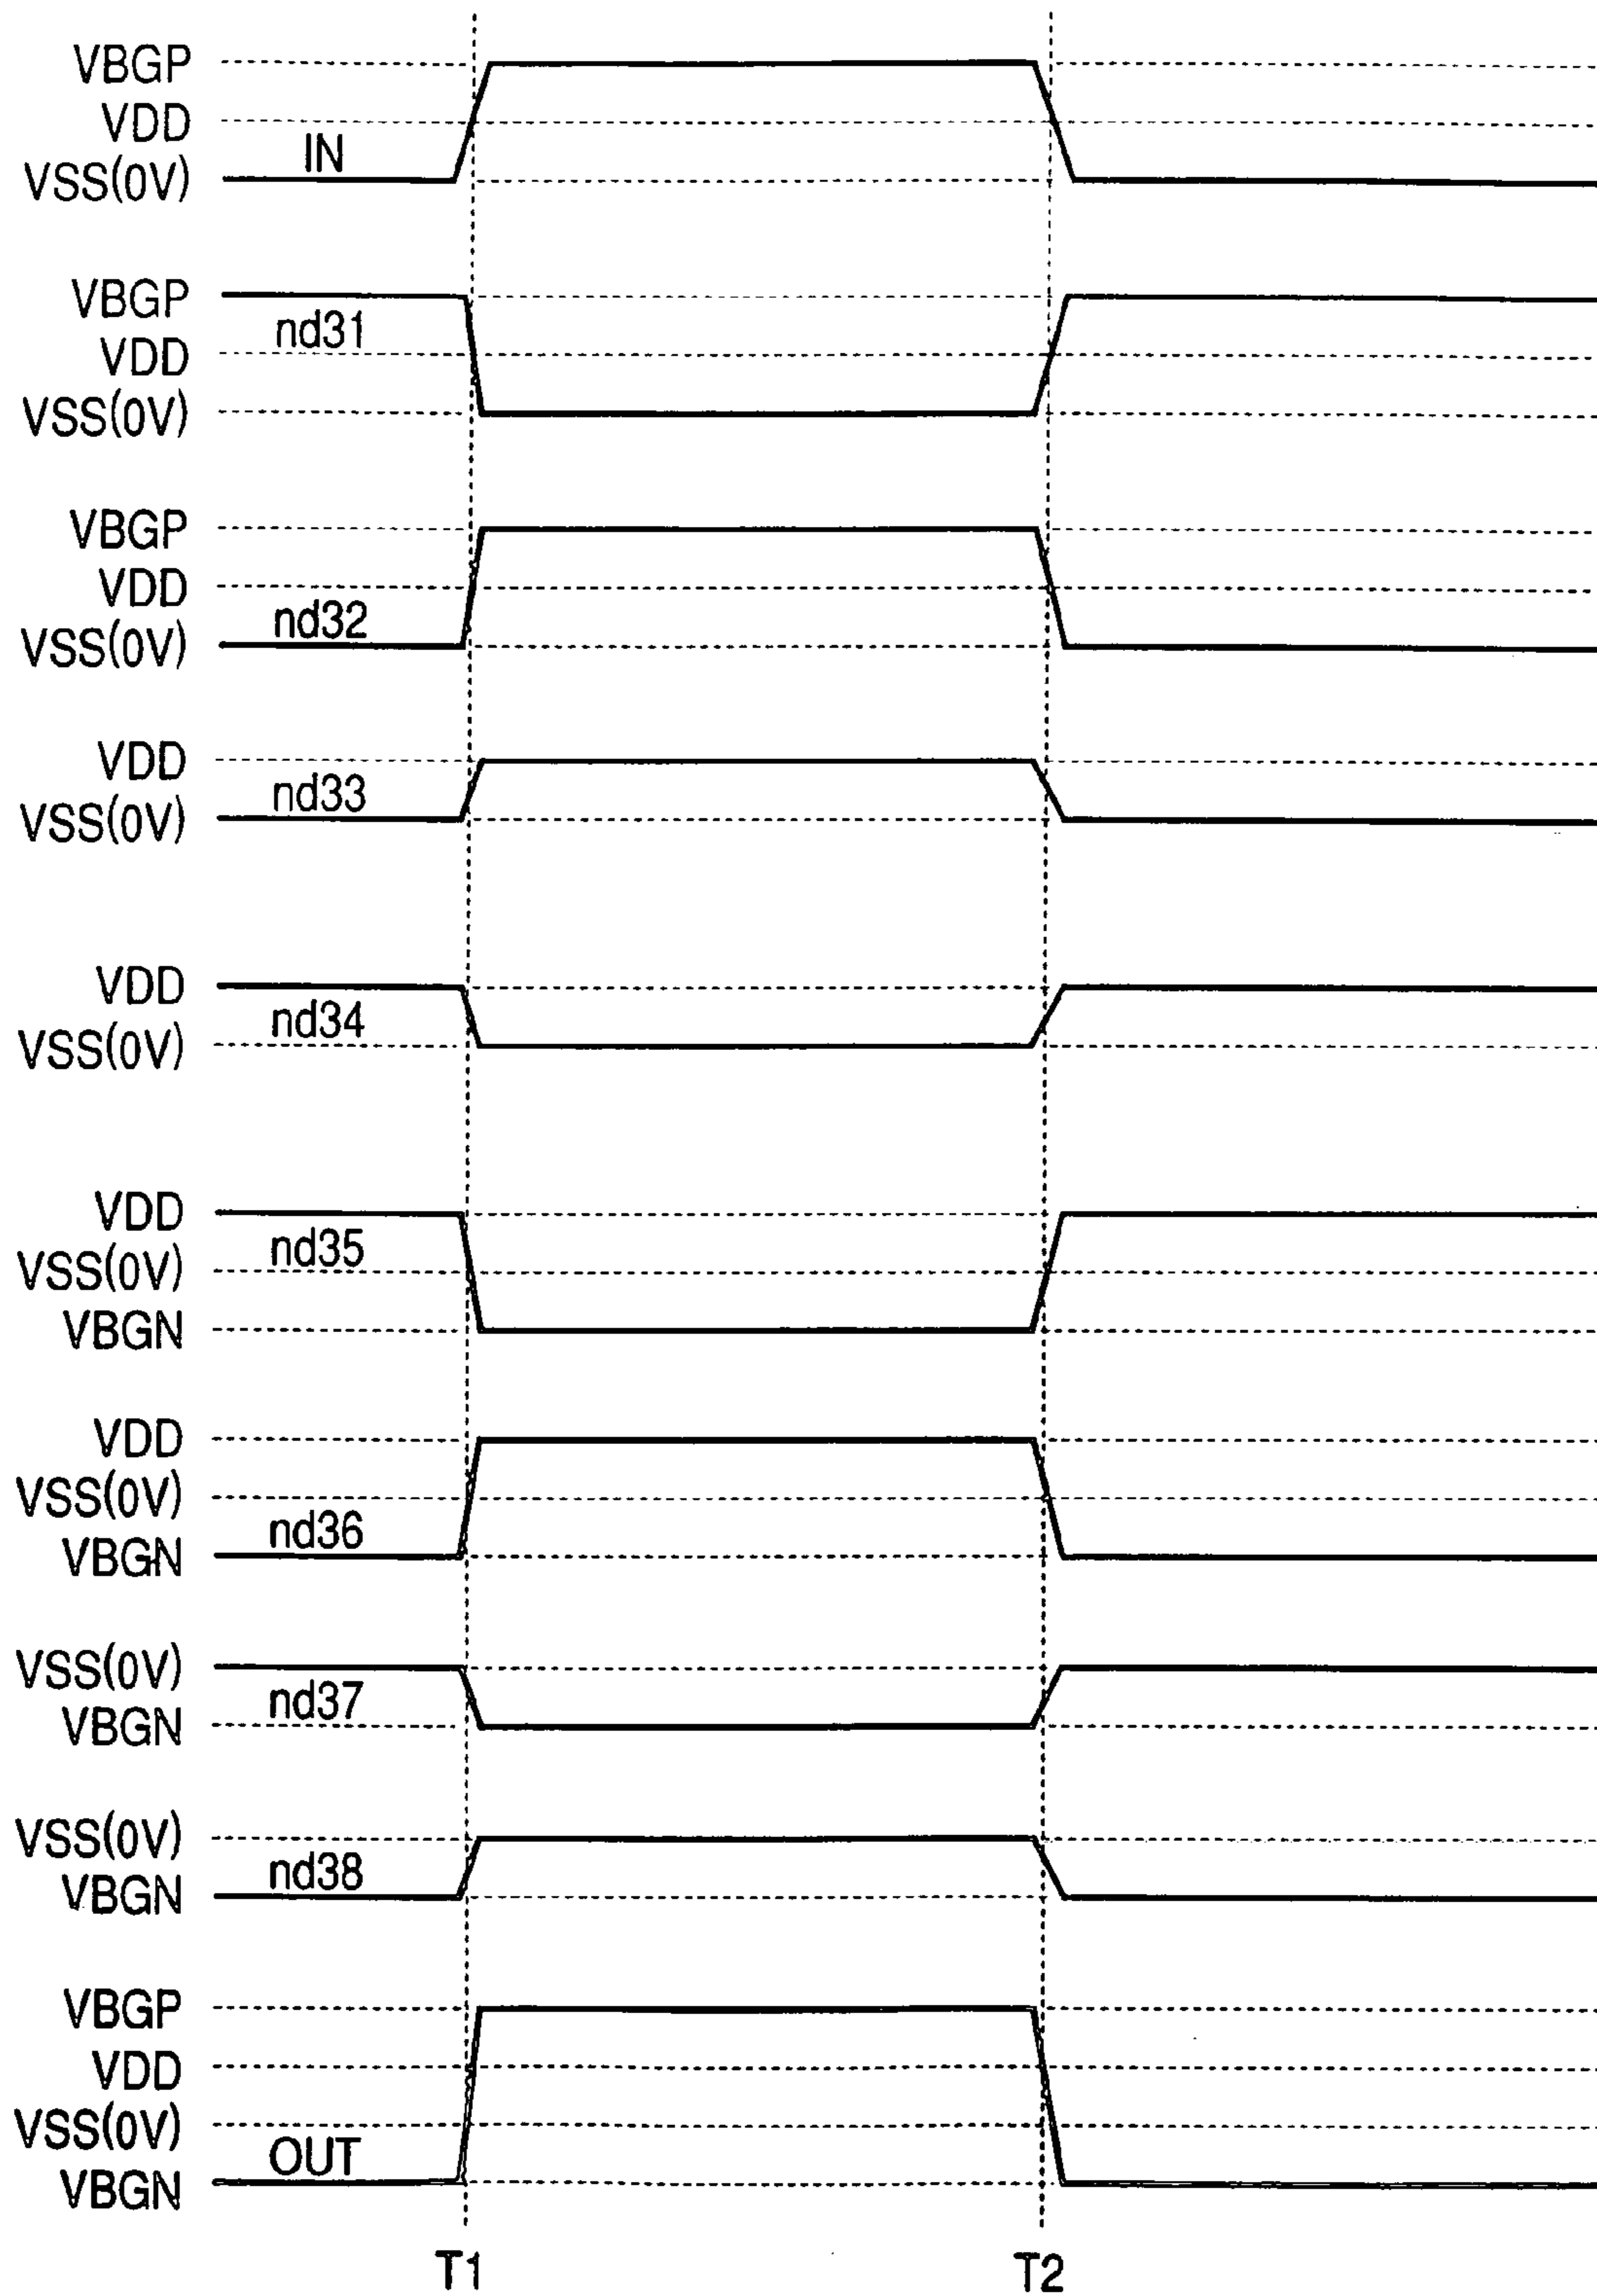 VBGP
VDD
IN
VSS(0V)
VBGP
nd31
VDD
VSS(0V)
VBGP
VDD
nd32
VSS(0V)
VDD
nd33
VSS(0V)
VDD
nd34
VSS(0V)
VDD
nd35
VSS(0V)
VBGN
VDD
VSS(0V)
nd36
VBGN
VSS(0V)
nd37
VBGN
VSS(0V)
nd38
VBGN
VBGP
VDD
VSS(0V)
OUT
VBGN
T1 T2